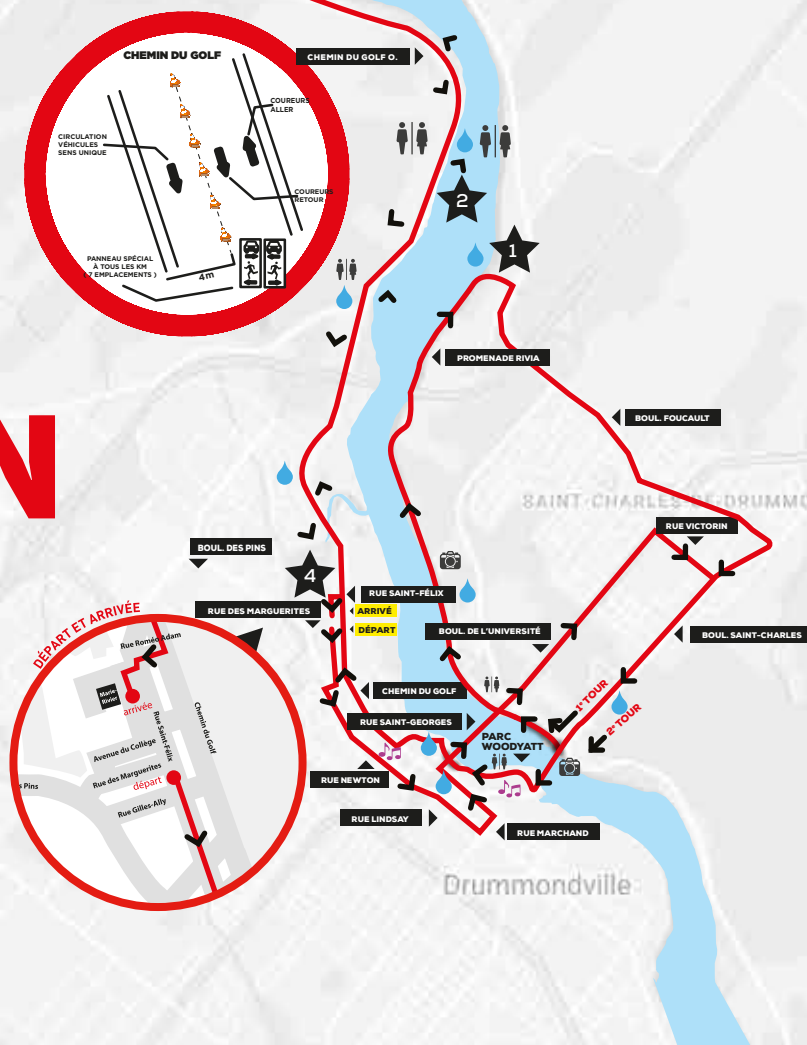 CHEMIN DU GOLF
COUREURS
ALLER
CIRCULATION
VÉHICULES
SENS UNIQUE
COUREURS
RETOUR
PANNEAU SPÉCIAL
À TOUS LES KM
7 EMPLACEMENTS )
4m
CHEMIN DU GOLF O.
2
1
PROMENADE RIVIA
BOUL. FOUCAULT
N
SAINT-CHARLES-DE-DRUMMO
RUE VICTORIN
BOUL. DES PINS
4
RUE SAINT-FÉLIX
RUE DES MARGUERITES
ARRIVÉ
DÉPART
BOUL. DE L'UNIVERSITÉ
BOUL. SAINT-CHARLES
CHEMIN DU GOLF
RUE SAINT-GEORGES
PARC
WOODYATT
1e TOUR
2e TOUR
RUE NEWTON
RUE LINDSAY
RUE MARCHAND
Drummondville
DÉPART ET ARRIVÉE
Rue Roméo Adam
Marie-
Rivier
arrivée
Rue Saint-Félix
Chemin du Golf
Avenue du Collège
Rue des Marguerites
départ
s Pins
Rue Gilles-Ally